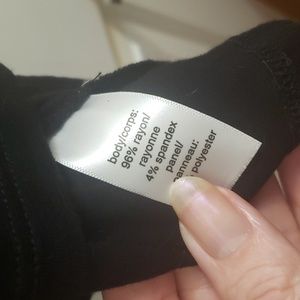 body/corps:
96% rayon/
rayonne
4% spandex
panel/
panneau:
polyester